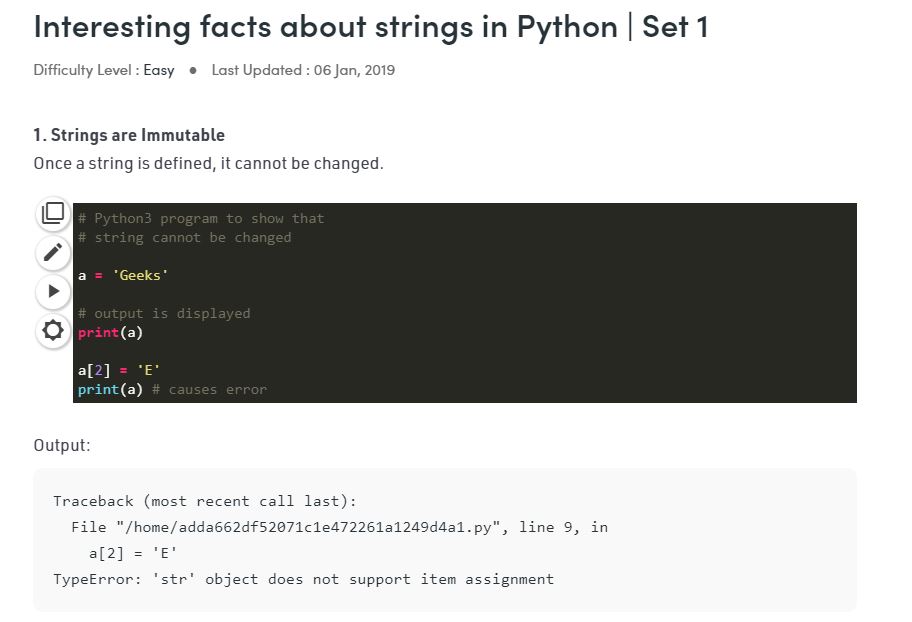 Interesting facts about strings in Python | Set 1
Difficulty Level : Easy ● Last Updated : 06 Jan, 2019
1. Strings are Immutable
Once a string is defined, it cannot be changed.
# Python3 program to show that
# string cannot be changed
a = 'Geeks'
# output is displayed
print(a)
a[2] = 'E'
print(a) # causes error
Output:
Traceback (most recent call last):
  File "/home/adda662df52071c1e472261a1249d4a1.py", line 9, in
    a[2] = 'E'
TypeError: 'str' object does not support item assignment